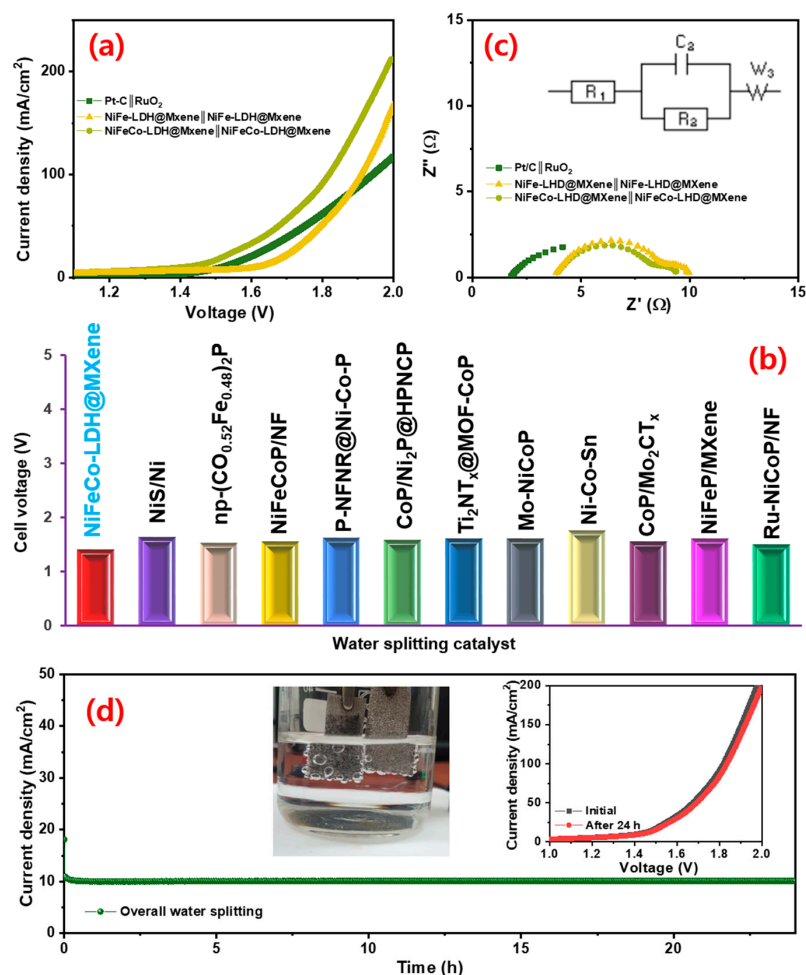 (a)
200
100
0
Current density (mA/cm²)
Pt-C‖RuO₂
NiFe-LDH@Mxene‖NiFe-LDH@Mxene
NiFeCo-LDH@Mxene‖NiFeCo-LDH@Mxene
1.2 1.4 1.6 1.8 2.0
Voltage (V)
(c)
15
10
5
0
Z'' (Ω)
R₁
C₂
R₂
W₃
Pt/C‖RuO₂
NiFe-LHD@MXene‖NiFe-LHD@MXene
NiFeCo-LHD@MXene‖NiFeCo-LHD@MXene
0 5 10 15
Z' (Ω)
(b)
5
4
3
2
1
0
Cell voltage (V)
NiFeCo-LDH@MXene
NiS/Ni
np-(CO₀.₅₂Fe₀.₄₈)₂P
NiFeCoP/NF
P-NFNR@Ni-Co-P
CoP/Ni₂P@HPNCP
Ti₂NTₓ@MOF-CoP
Mo-NiCoP
Ni-Co-Sn
CoP/Mo₂CTₓ
NiFeP/MXene
Ru-NiCoP/NF
Water splitting catalyst
(d)
50
40
30
20
10
0
Current density (mA/cm²)
Overall water splitting
0 5 10 15 20
Time (h)
200
150
100
50
0
Current density (mA/cm²)
Initial
After 24 h
1.0 1.2 1.4 1.6 1.8 2.0
Voltage (V)